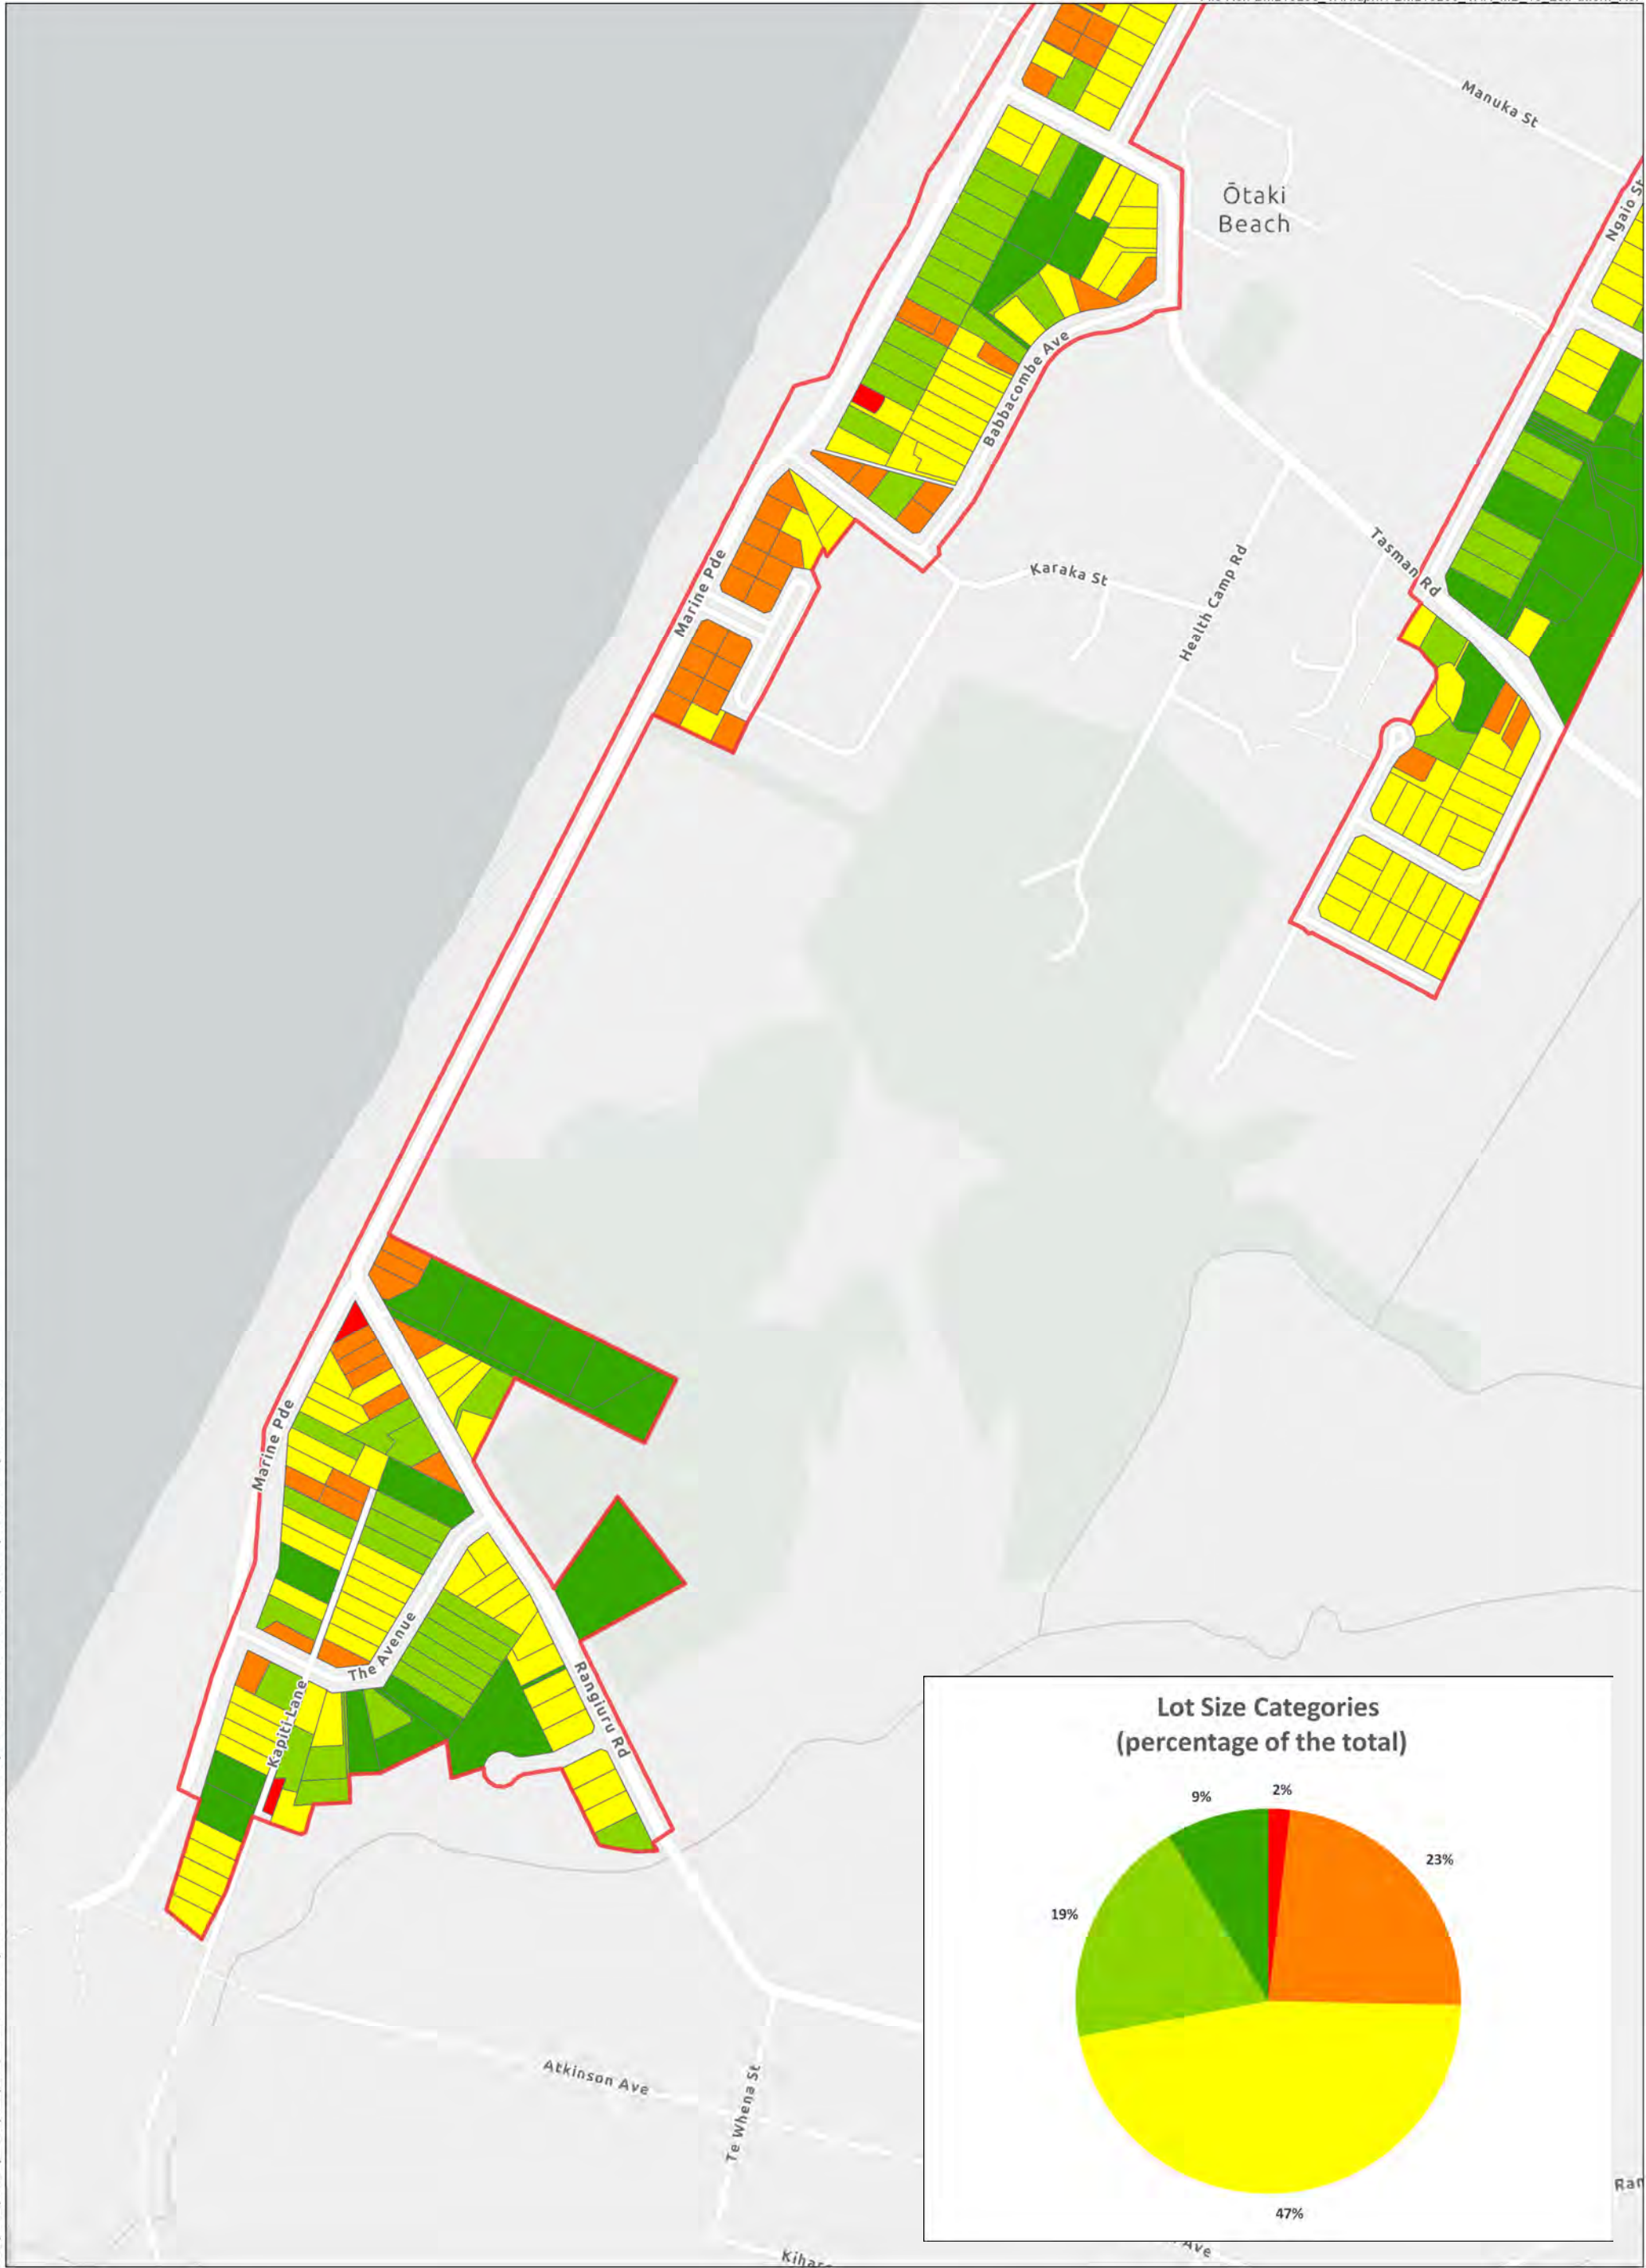 Manuka St
Ōtaki
Beach
Ngaio St
Babbacombe Ave
Tasman Rd
Marine Pde
Karaka St
Health Camp Rd
Marine Pde
The Avenue
Rangiuru Rd
Kapiti Lane
Lot Size Categories
(percentage of the total)
2%
9%
23%
19%
47%
Atkinson Ave
Te Whena St
Ave